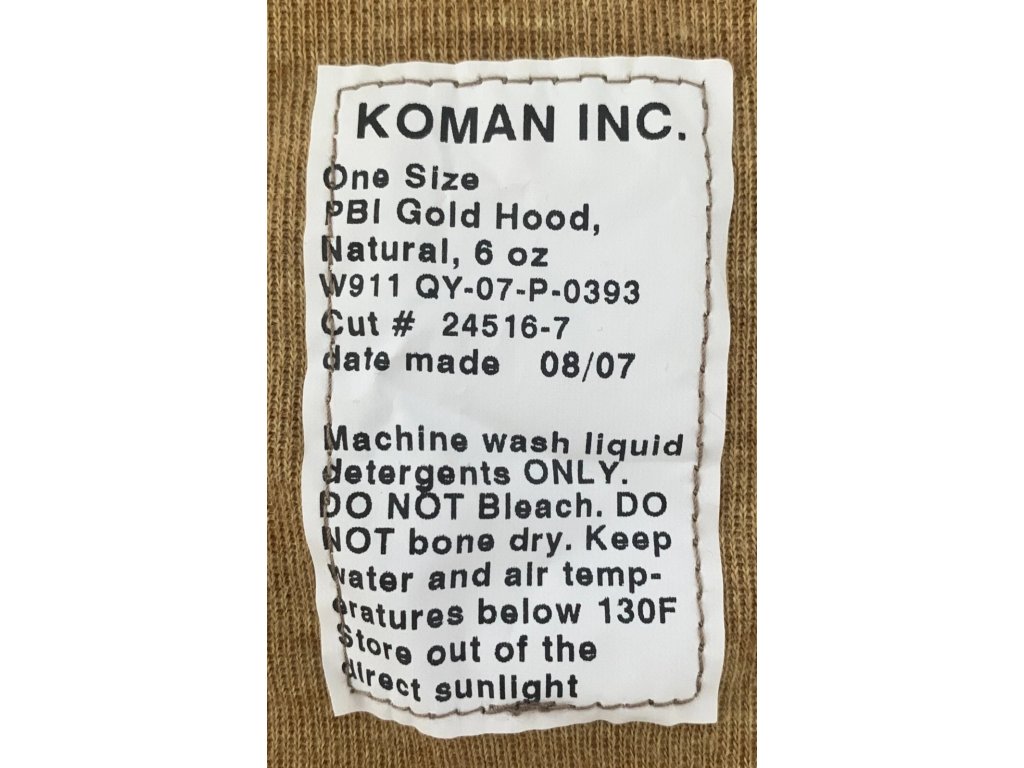 KOMAN INC.
One Size
PBI Gold Hood,
Natural, 6 oz
W911 QY-07-P-0393
Cut # 24516-7
date made 08/07
Machine wash liquid
detergents ONLY.
DO NOT Bleach. DO
NOT bone dry. Keep
water and air temp-
eratures below 130F
Store out of the
direct sunlight